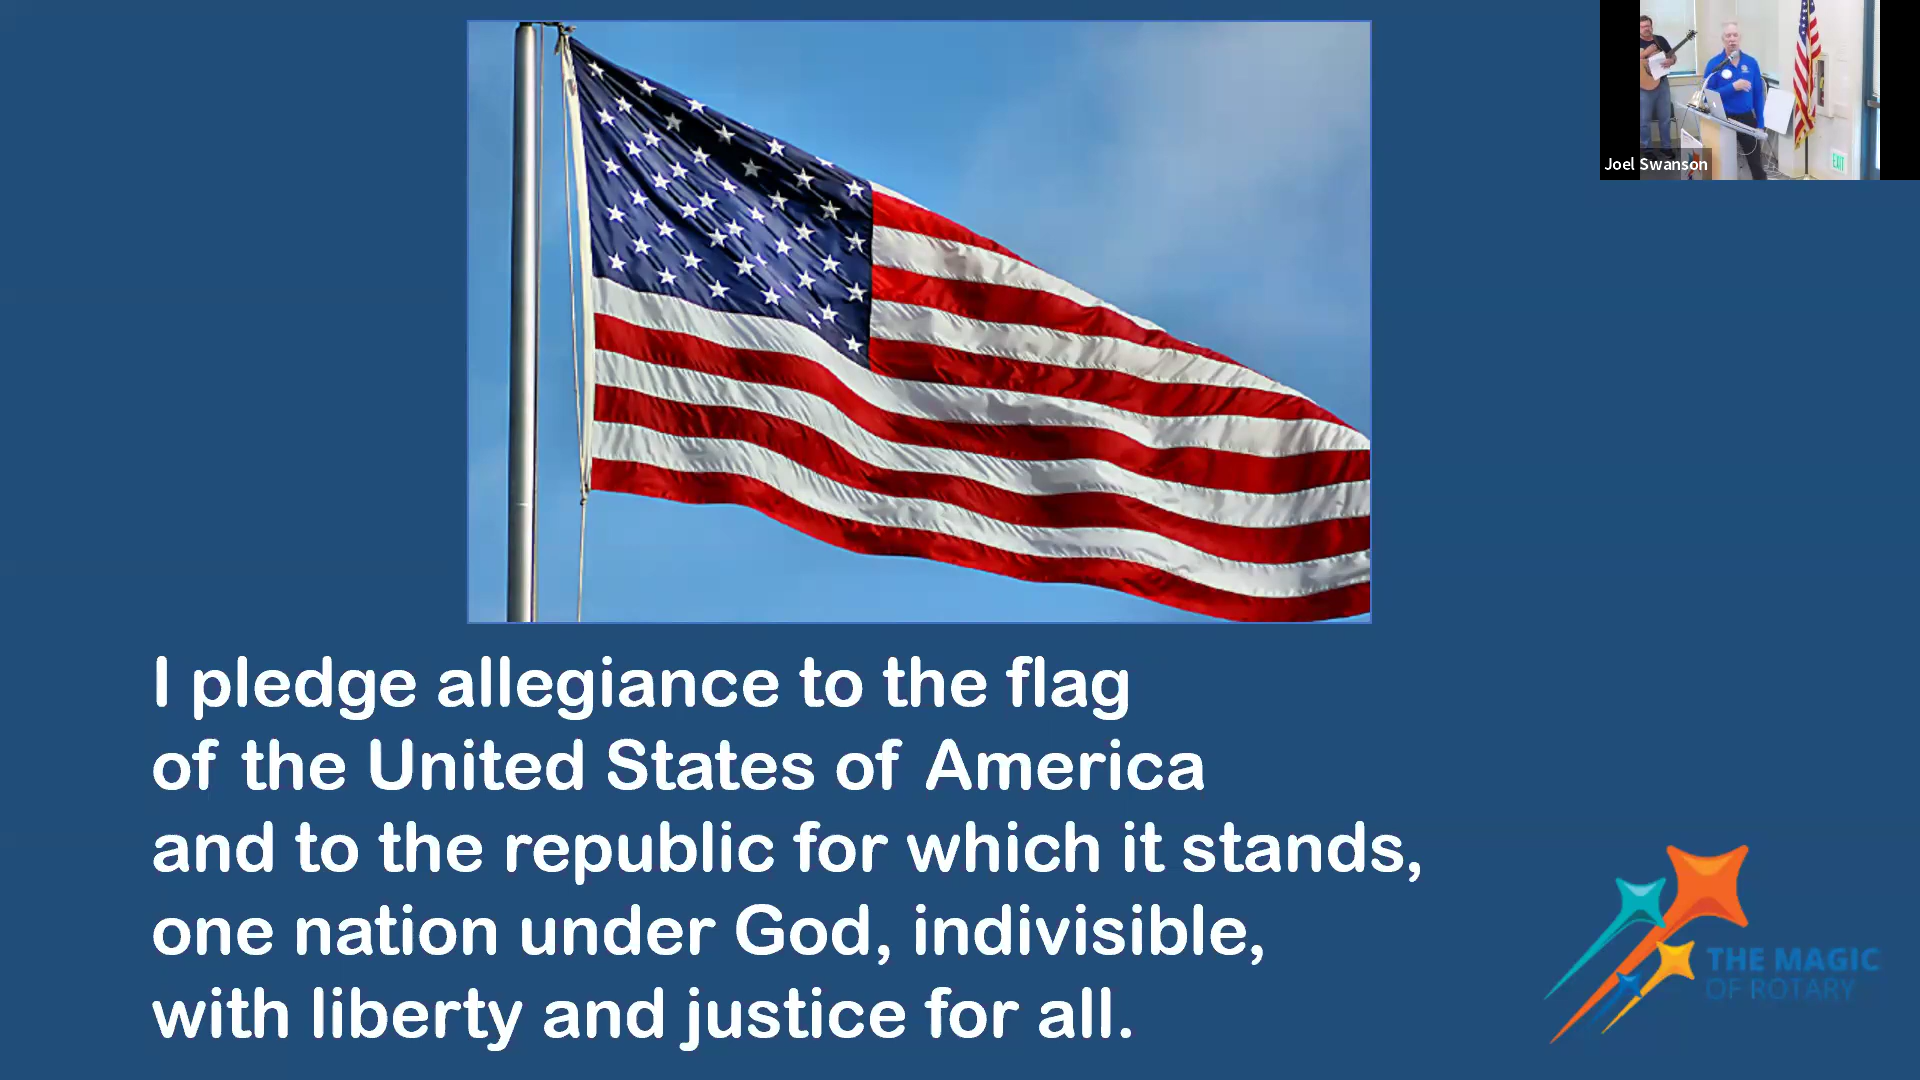 Joel Swanson
EXIT
I pledge allegiance to the flag
of the United States of America
and to the republic for which it stands,
one nation under God, indivisible,
with liberty and justice for all.
THE MAGIC
OF ROTARY